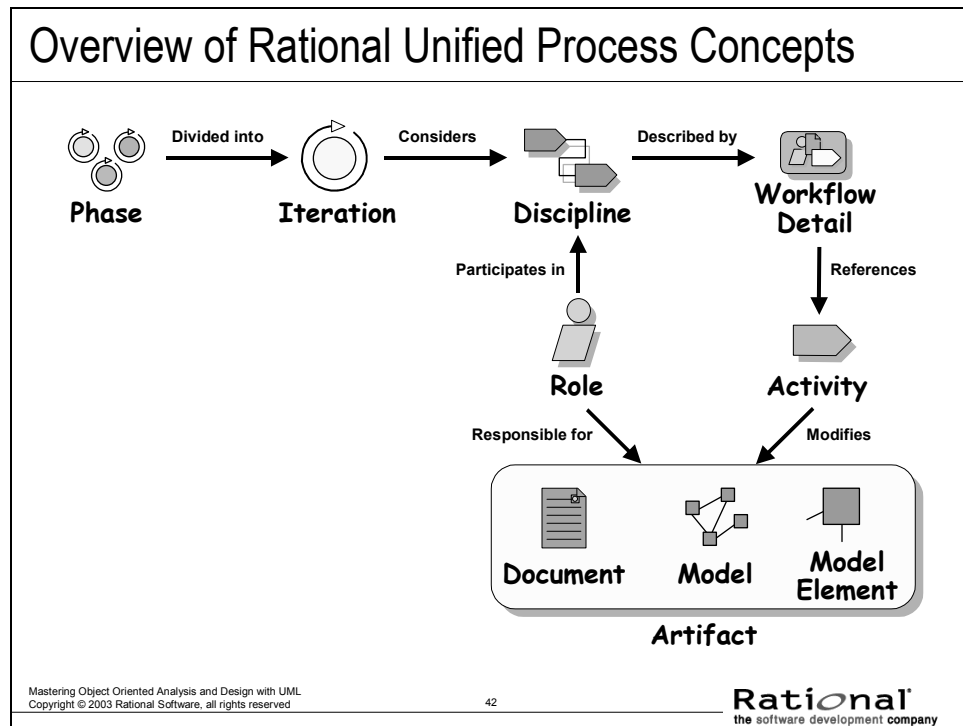 Overview of Rational Unified Process Concepts
Divided into
Considers
Described by
Phase
Iteration
Discipline
Workflow
Detail
Participates in
References
Role
Activity
Responsible for
Modifies
Document
Model
Model
Element
Artifact
Mastering Object Oriented Analysis and Design with UML
Copyright © 2003 Rational Software, all rights reserved
42
Rational
the software development company